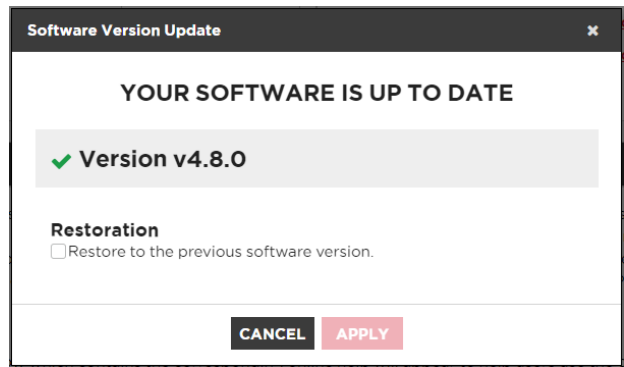 Software Version Update
YOUR SOFTWARE IS UP TO DATE
Version v4.8.0
Restoration
Restore to the previous software version.
CANCEL APPLY